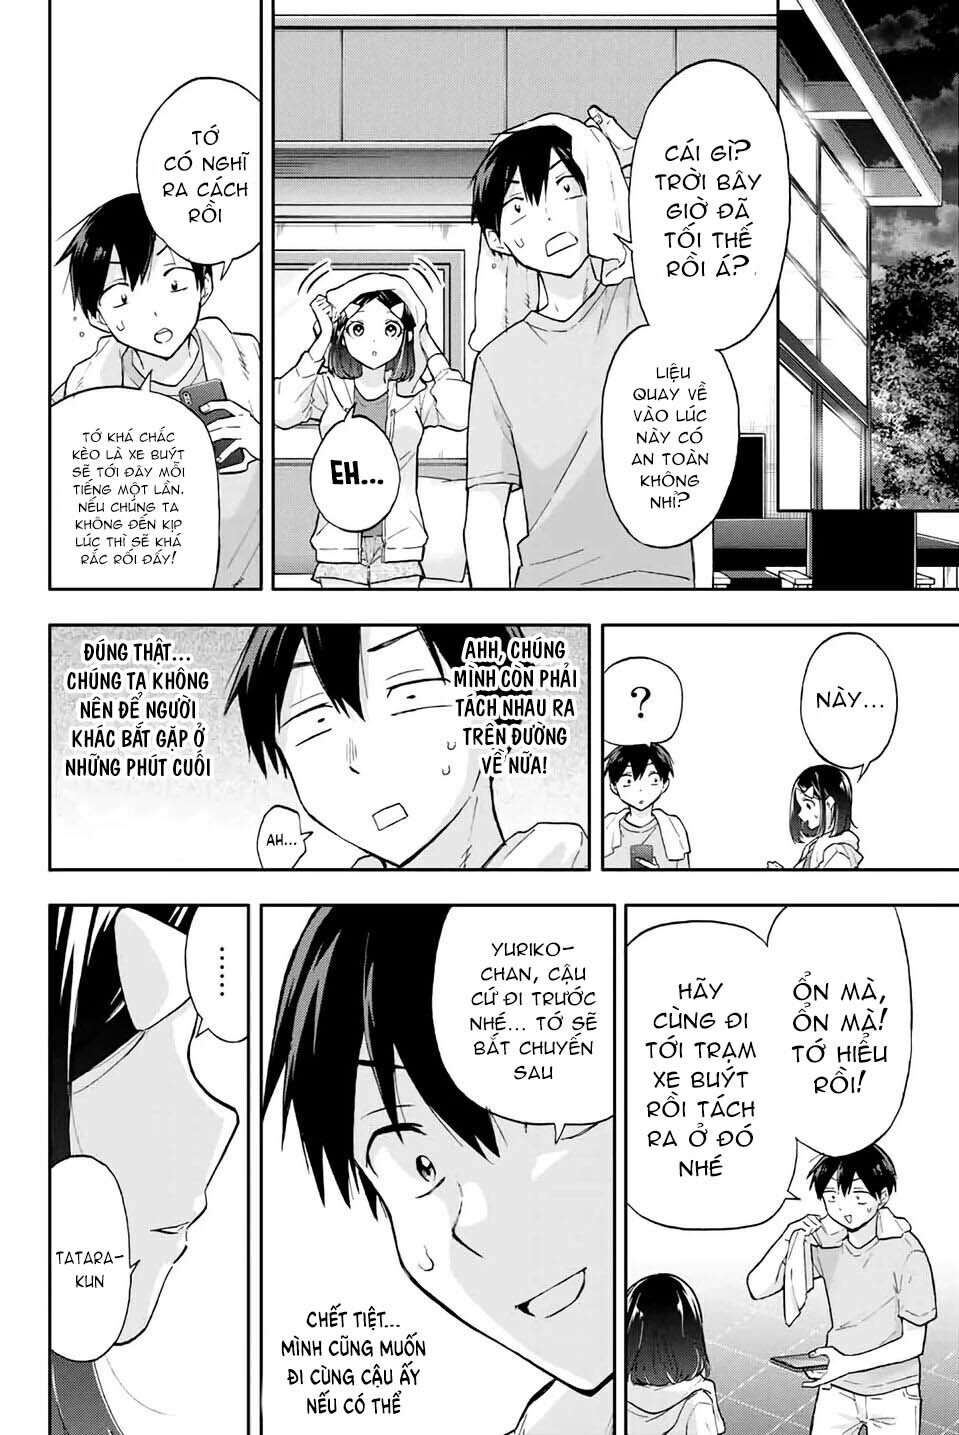 CÁI GÌ?
TRỜI BÂY
GIỜ ĐÃ
TỐI THẾ
RỒI Á?
LIỆU
QUAY VỀ
VÀO LÚC
NÀY CÓ
AN TOÀN
KHÔNG
NHỈ?
EH...
TỚ
CÓ NGHĨ
RA CÁCH
RỒI
TỚ KHÁ CHẮC
KÈO LÀ XE BUÝT
SẼ TỚI ĐÂY MỖI
TIẾNG MỘT LẦN.
NẾU CHÚNG TA
KHÔNG ĐẾN KỊP
LÚC THÌ SẼ KHÁ
RẮC RỐI ĐẤY!
NÀY...
?
AHH, CHÚNG
MÌNH CÒN PHẢI
TÁCH NHAU RA
TRÊN ĐƯỜNG
VỀ NỮA!
AH...
ĐÚNG THẬT...
CHÚNG TA KHÔNG
NÊN ĐỂ NGƯỜI
KHÁC BẮT GẶP Ở
NHỮNG PHÚT CUỐI
ỔN MÀ,
ỔN MÀ!
TỚ HIỂU
RỒI!
HÃY
CÙNG ĐI
TỚI TRẠM
XE BUÝT
RỒI TÁCH
RA Ở ĐÓ
NHÉ
YURIKO-
CHAN, CẬU
CỨ ĐI TRƯỚC
NHÉ... TỚ SẼ
BẮT CHUYẾN
SAU
CHẾT TIỆT...
MÌNH CŨNG MUỐN
ĐI CÙNG CẬU ẤY
NẾU CÓ THỂ
......
TATARA-
KUN